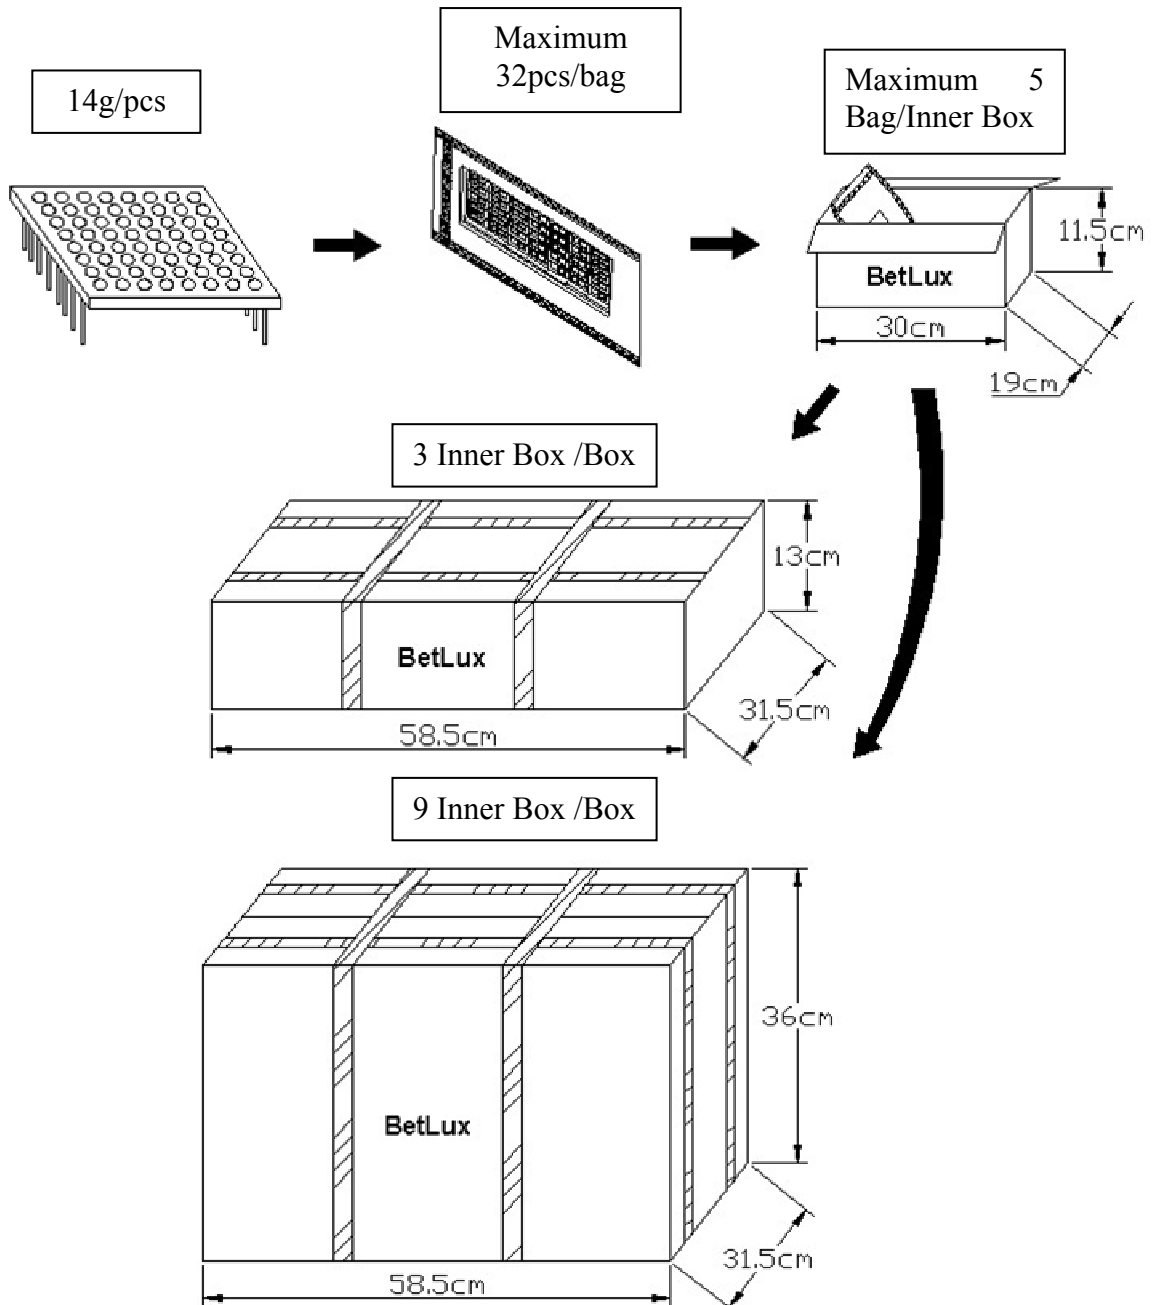 Maximum
32pcs/bag
14g/pcs
Maximum 5
Bag/Inner Box
11.5cm
BetLux
30cm
19cm
3 Inner Box /Box
13cm
BetLux
31.5cm
58.5cm
9 Inner Box /Box
36cm
BetLux
31.5cm
58.5cm